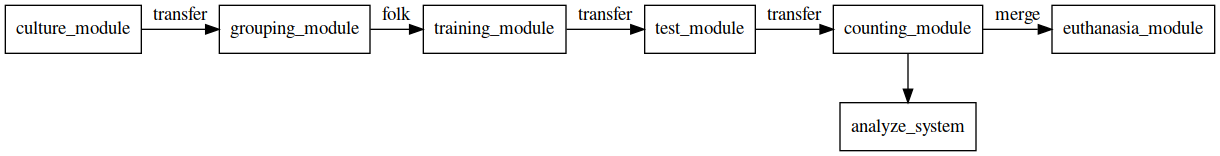 transfer
folk
transfer
transfer
merge
culture_module
grouping_module
training_module
test_module
counting_module
euthanasia_module
analyze_system